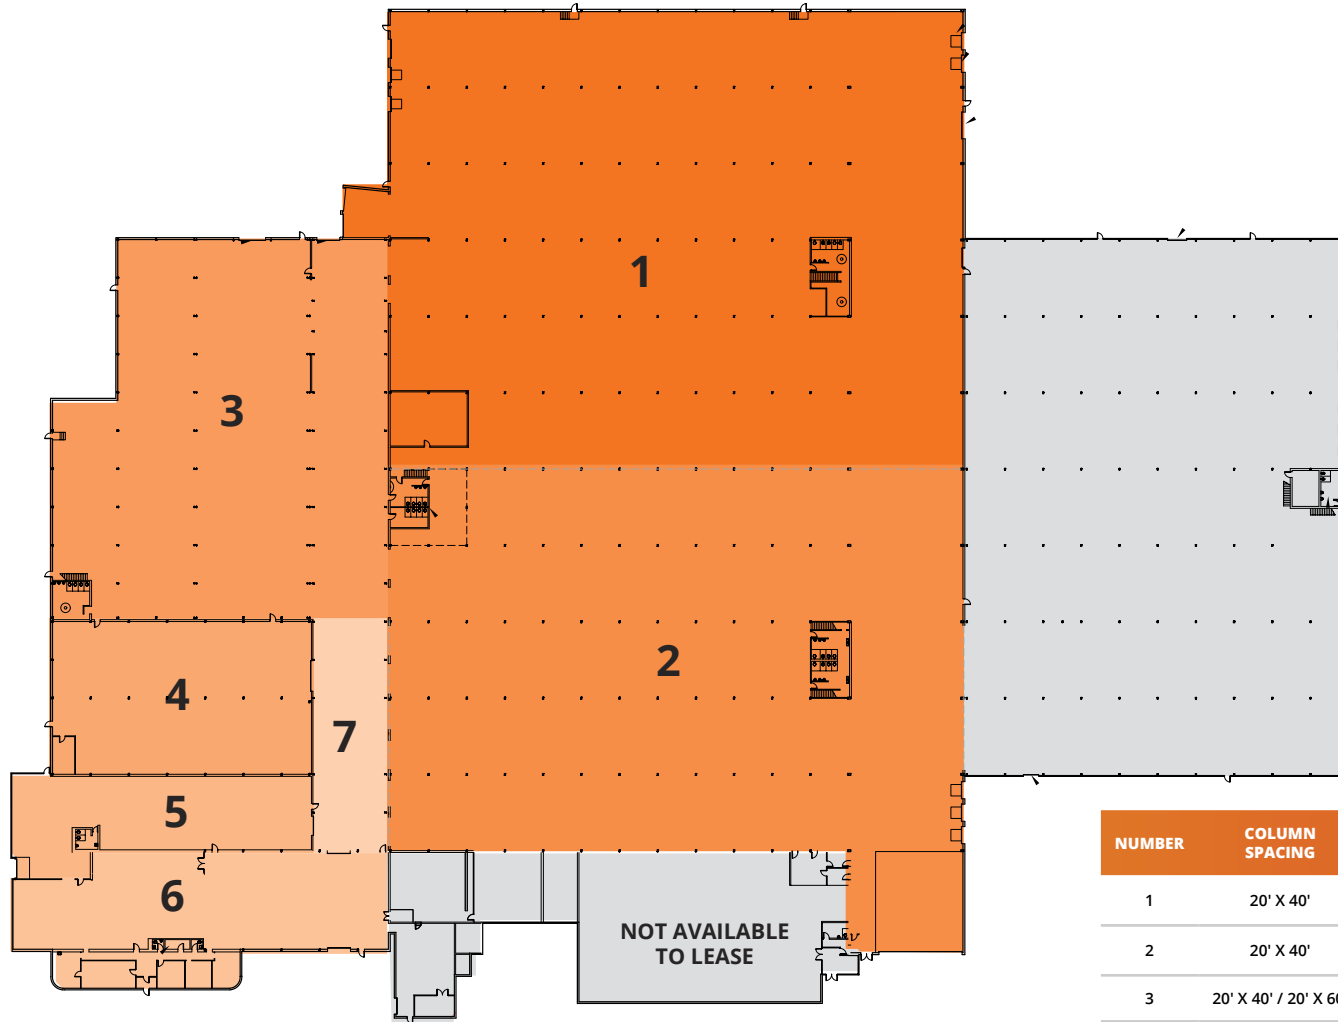 1
3
2
4
7
5
6
NOT AVAILABLE
TO LEASE
NUMBER COLUMN SPACING
1 20' X 40'
2 20' X 40'
3 20' X 40' / 20' X